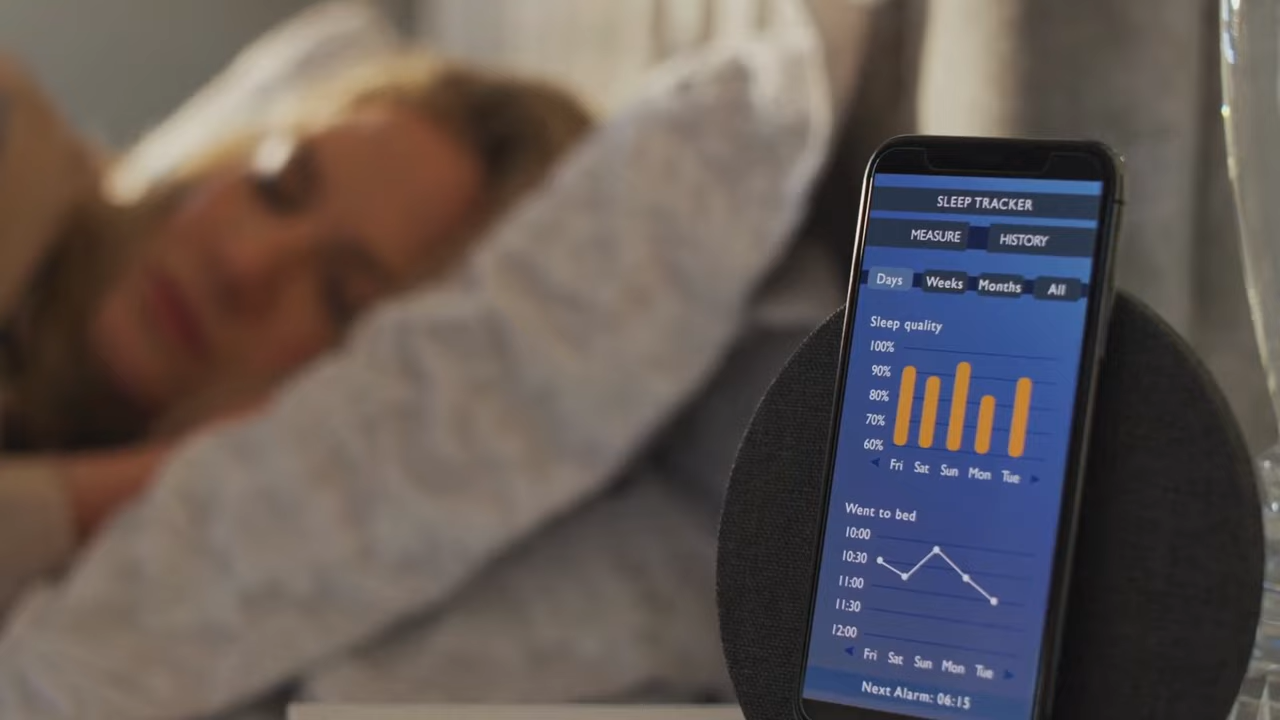 SLEEP TRACKER
MEASURE HISTORY
Days Weeks Months All
Sleep quality
100%
90%
80%
70%
60%
Fri Sat Sun Mon Tue
Went to bed
10:00
10:30
11:00
11:30
12:00
Fri Sat Sun Mon Tue
Next Alarm: 06:15